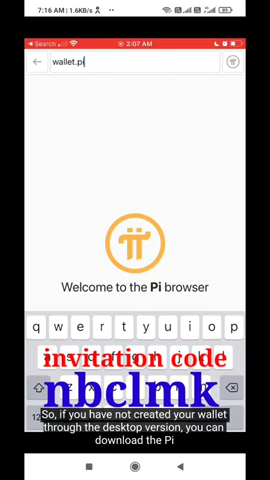 7:16 AM | 1.6KB/s
89
Search
2:07 AM
wallet.pi
Welcome to the Pi browser
q w e r t y u i o p
invitation code
nbclmk
So, if you have not created your wallet
through the desktop version, you can
download the Pi